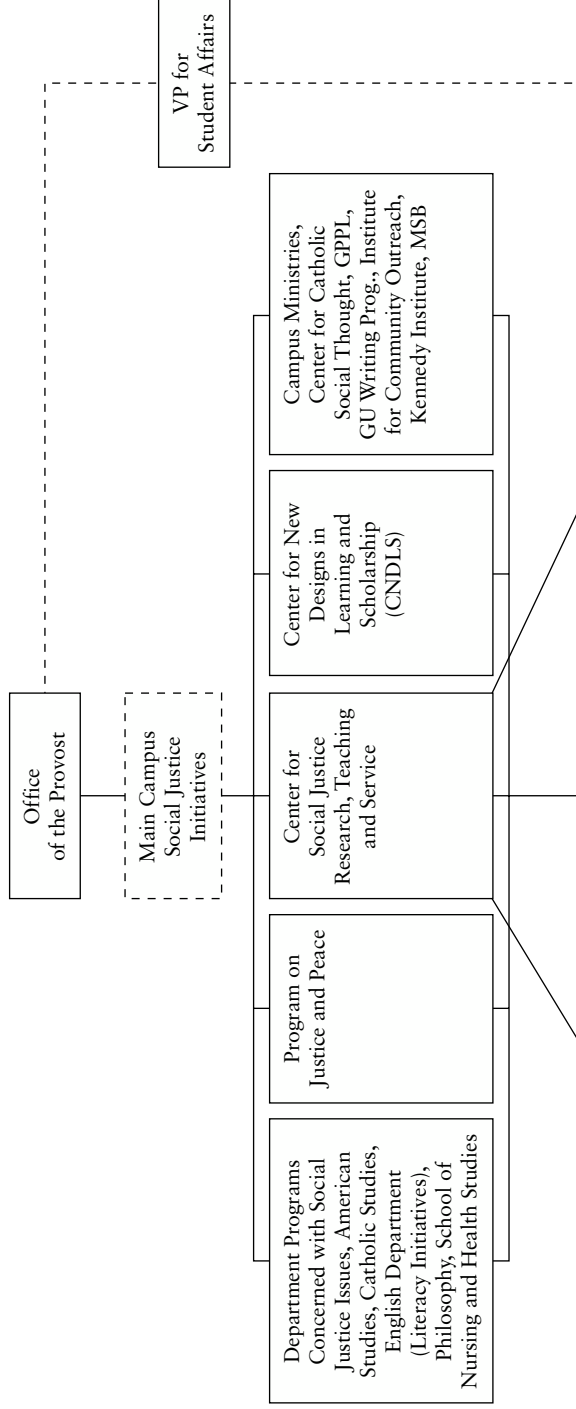 Office
of the Provost
VP for
Student Affairs
Main Campus
Social Justice
Initiatives
Department Programs
Concerned with Social
Justice Issues, American
Studies, Catholic Studies,
English Department
(Literacy Initiatives),
Philosophy, School of
Nursing and Health Studies
Program on
Justice and Peace
Center for
Social Justice
Research, Teaching
and Service
Center for New
Designs in
Learning and
Scholarship
(CNDLS)
Campus Ministries,
Center for Catholic
Social Thought, GPPL,
GU Writing Prog., Institute
for Community Outreach,
Kennedy Institute, MSB